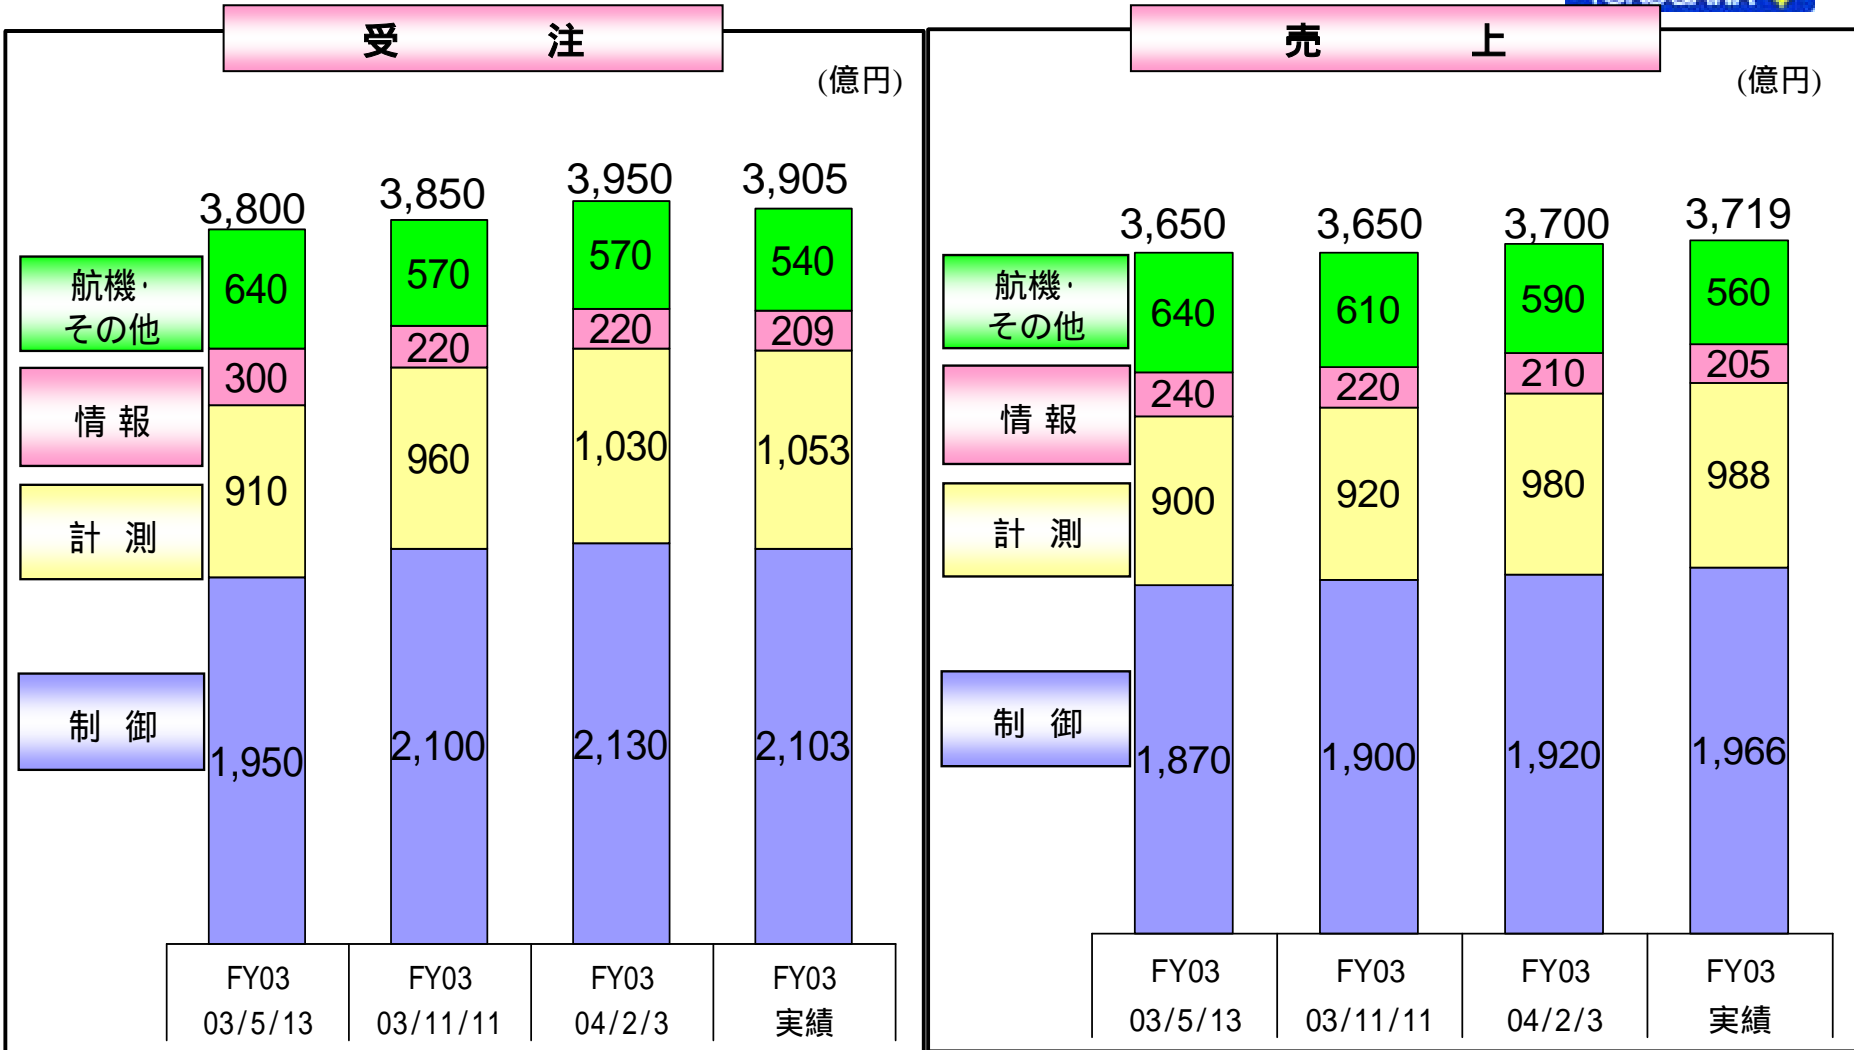 受 注
(億円)
3,800
3,850
3,950
3,905
航機・
その他
640
570
570
540
情 報
300
220
220
209
計 測
910
960
1,030
1,053
制 御
1,950
2,100
2,130
2,103
FY03
03/5/13
FY03
03/11/11
FY03
04/2/3
FY03
実績
売 上
(億円)
3,650
3,650
3,700
3,719
航機・
その他
640
610
590
560
情 報
240
220
210
205
計 測
900
920
980
988
制 御
1,870
1,900
1,920
1,966
FY03
03/5/13
FY03
03/11/11
FY03
04/2/3
FY03
実績